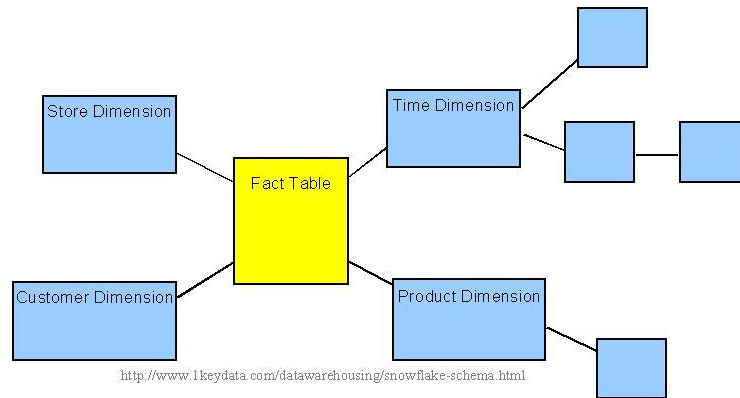 Store Dimension
Time Dimension
Fact Table
Customer Dimension
Product Dimension
http://www.1keydata.com/datawarehousing/snowflake-schema.html